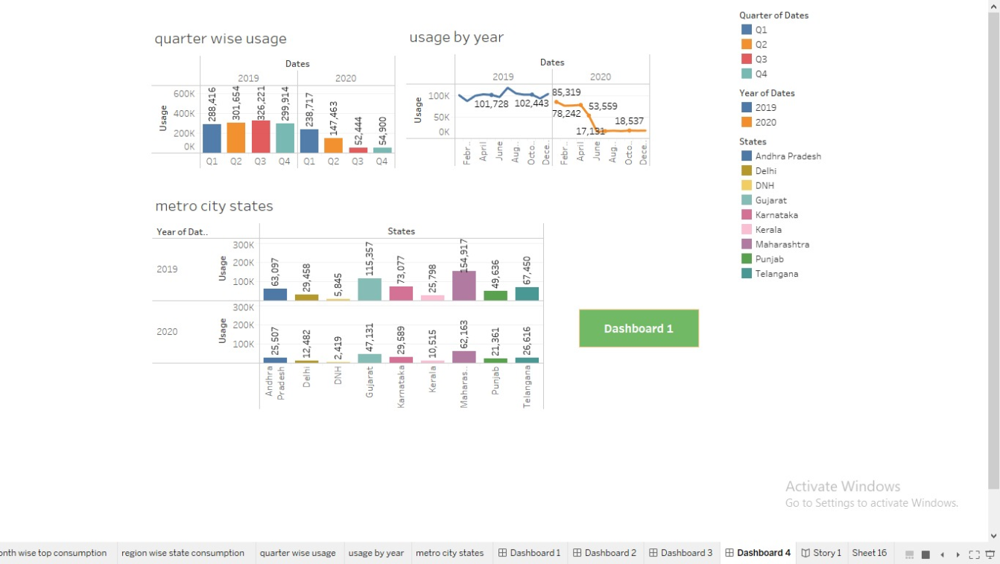 quarter wise usage
Dates
2019
2020
Usage
600K
400K
200K
0K
288,416
301,654
326,221
299,914
238,717
147,463
52,444
54,900
Q1
Q2
Q3
Q4
Q1
Q2
Q3
Q4
usage by year
Dates
2019
2020
Usage
100K
50K
0K
101,728
102,443
85,319
78,242
53,559
17,131
18,537
Febr..
April
June
Aug..
Octo..
Dece..
Febr..
April
June
Aug..
Octo..
Dece..
metro city states
Year of Dat..
States
2019
Usage
300K
200K
100K
63,097
29,458
5,845
115,357
73,077
25,798
154,917
49,636
67,450
2020
Usage
300K
200K
100K
25,507
12,482
2,419
47,131
29,589
10,515
62,163
21,361
26,616
Andhra
Pradesh
Delhi
DNH
Gujarat
Karnataka
Kerala
Maharas..
Punjab
Telangana
Dashboard 1
Quarter of Dates
Q1
Q2
Q3
Q4
Year of Dates
2019
2020
States
Andhra Pradesh
Delhi
DNH
Gujarat
Karnataka
Kerala
Maharashtra
Punjab
Telangana
Activate Windows
Go to Settings to activate Windows.
onth wise top consumption
region wise state consumption
quarter wise usage
usage by year
metro city states
Dashboard 1
Dashboard 2
Dashboard 3
Dashboard 4
Story 1
Sheet 16